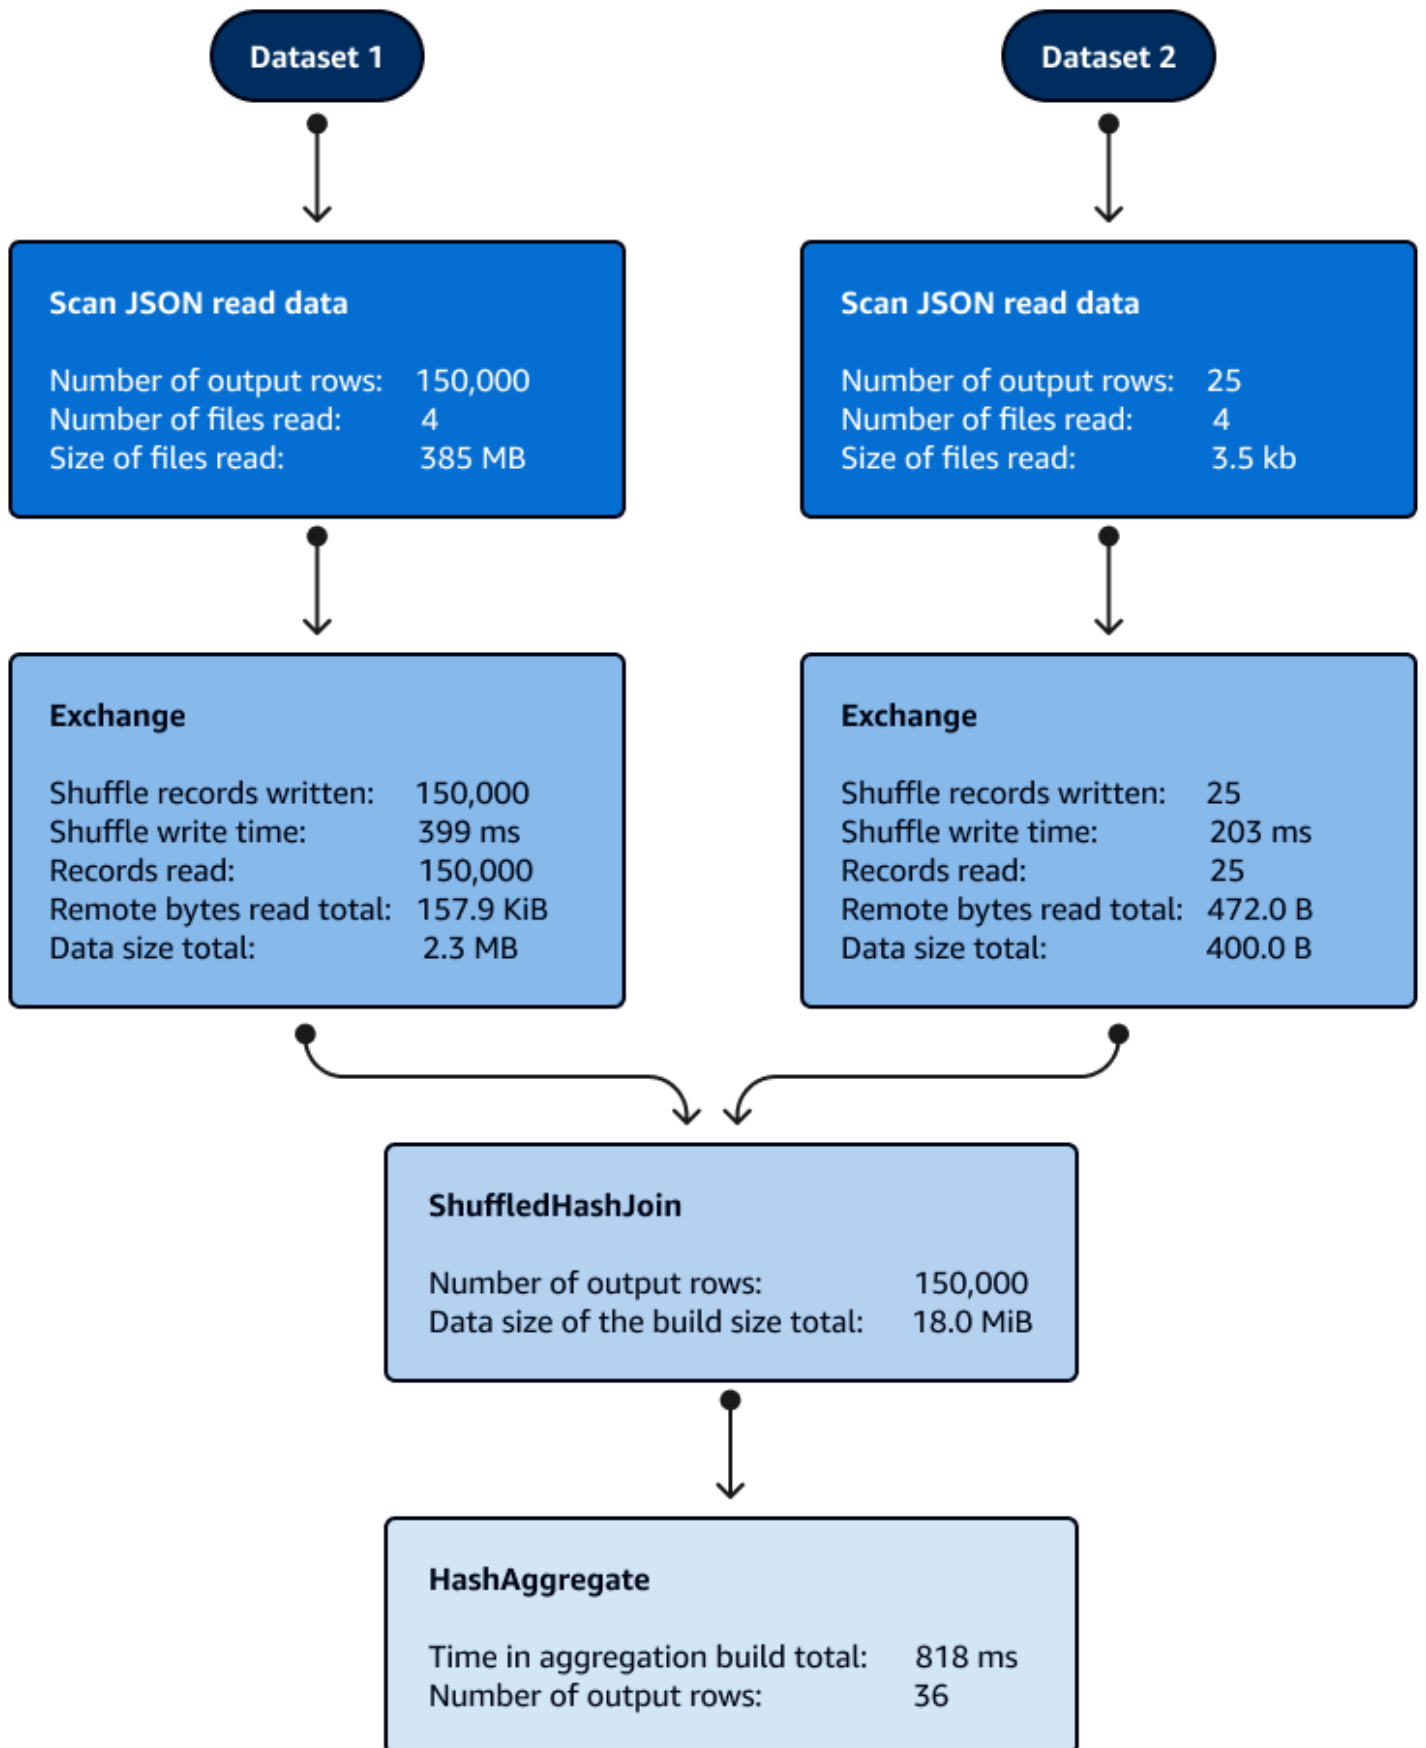 Dataset 1
Dataset 2
Scan JSON read data
Number of output rows: 150,000
Number of files read: 4
Size of files read: 385 MB
Scan JSON read data
Number of output rows: 25
Number of files read: 4
Size of files read: 3.5 kb
Exchange
Shuffle records written: 150,000
Shuffle write time: 399 ms
Records read: 150,000
Remote bytes read total: 157.9 KiB
Data size total: 2.3 MB
Exchange
Shuffle records written: 25
Shuffle write time: 203 ms
Records read: 25
Remote bytes read total: 472.0 B
Data size total: 400.0 B
ShuffledHashJoin
Number of output rows: 150,000
Data size of the build size total: 18.0 MiB
HashAggregate
Time in aggregation build total: 818 ms
Number of output rows: 36